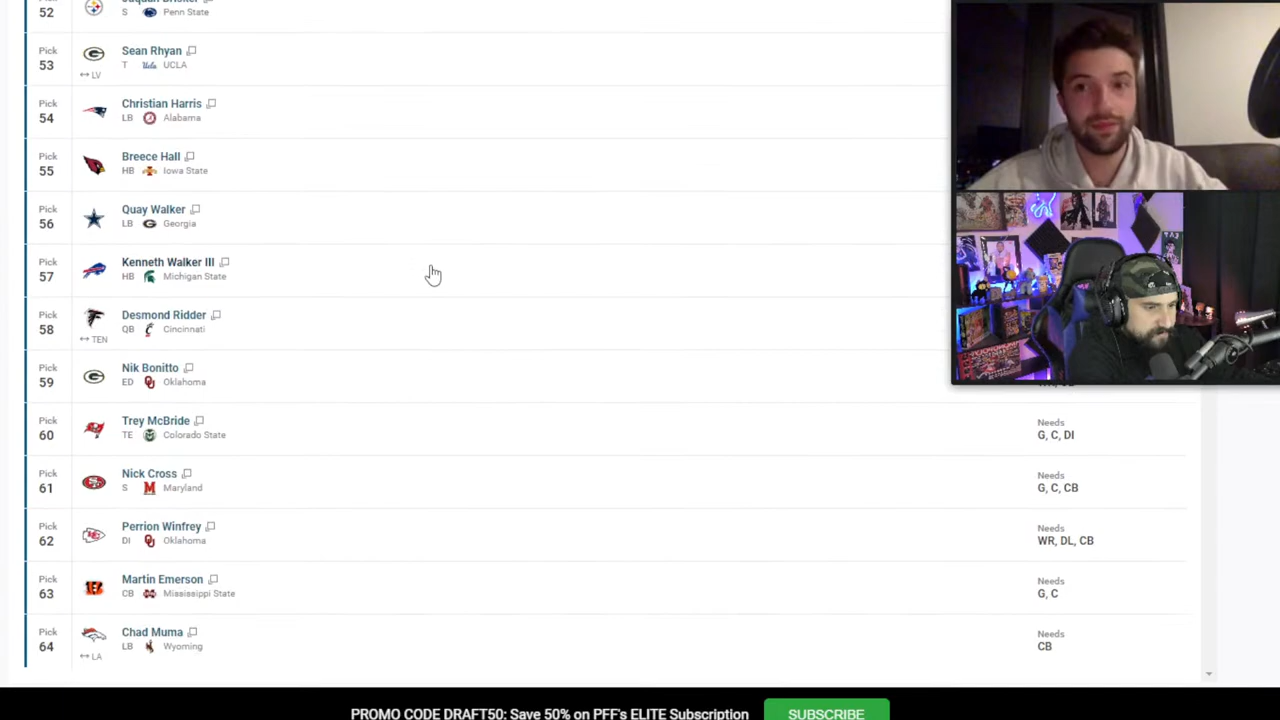 52
S Penn State
Pick Sean Rhyan
53 T UCLA
LV
Pick Christian Harris
54 LB Alabama
Pick Breece Hall
55 HB Iowa State
Pick Quay Walker
56 LB Georgia
Pick Kenneth Walker III
57 HB Michigan State
Pick Desmond Ridder
58 QB Cincinnati
TEN
Pick Nik Bonitto
59 ED Oklahoma
Pick Trey McBride Needs
60 TE Colorado State G, C, DI
Pick Nick Cross Needs
61 S Maryland G, C, CB
Pick Perrion Winfrey Needs
62 DI Oklahoma WR, DL, CB
Pick Martin Emerson Needs
63 CB Mississippi State G, C
Pick Chad Muma Needs
64 LB Wyoming CB
LA
PROMO CODE DRAFT50: Save 50% on PFF's ELITE Subscription SUBSCRIBE